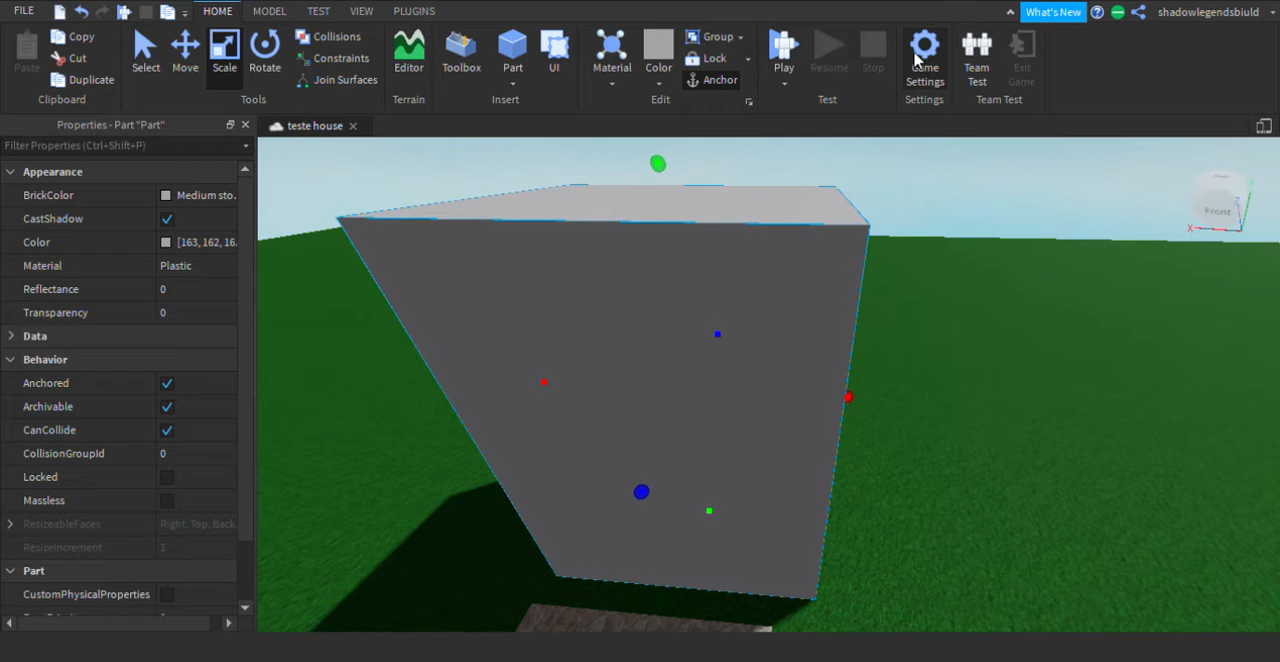 FILE HOME MODEL TEST VIEW PLUGINS What's New shadowlegendsbiuld
Paste Copy Cut Duplicate Clipboard
Select Move Scale Rotate Collisions Constraints Join Surfaces Tools
Editor Terrain
Toolbox Part UI Insert
Material Color Group Lock Anchor Edit
Play Resume Stop Test
Game Settings Settings
Team Test Exit Game Team Test
Properties - Part "Part"
teste house
Filter Properties (Ctrl+Shift+P)
Appearance
BrickColor Medium sto.
CastShadow
Color [163, 162, 16.
Material Plastic
Reflectance 0
Transparency 0
Data
Behavior
Anchored
Archivable
CanCollide
CollisionGroupId 0
Locked
Massless
ResizeableFaces Right, Top, Back.
ResizeIncrement 1
Part
CustomPhysicalProperties
Front
X
Z